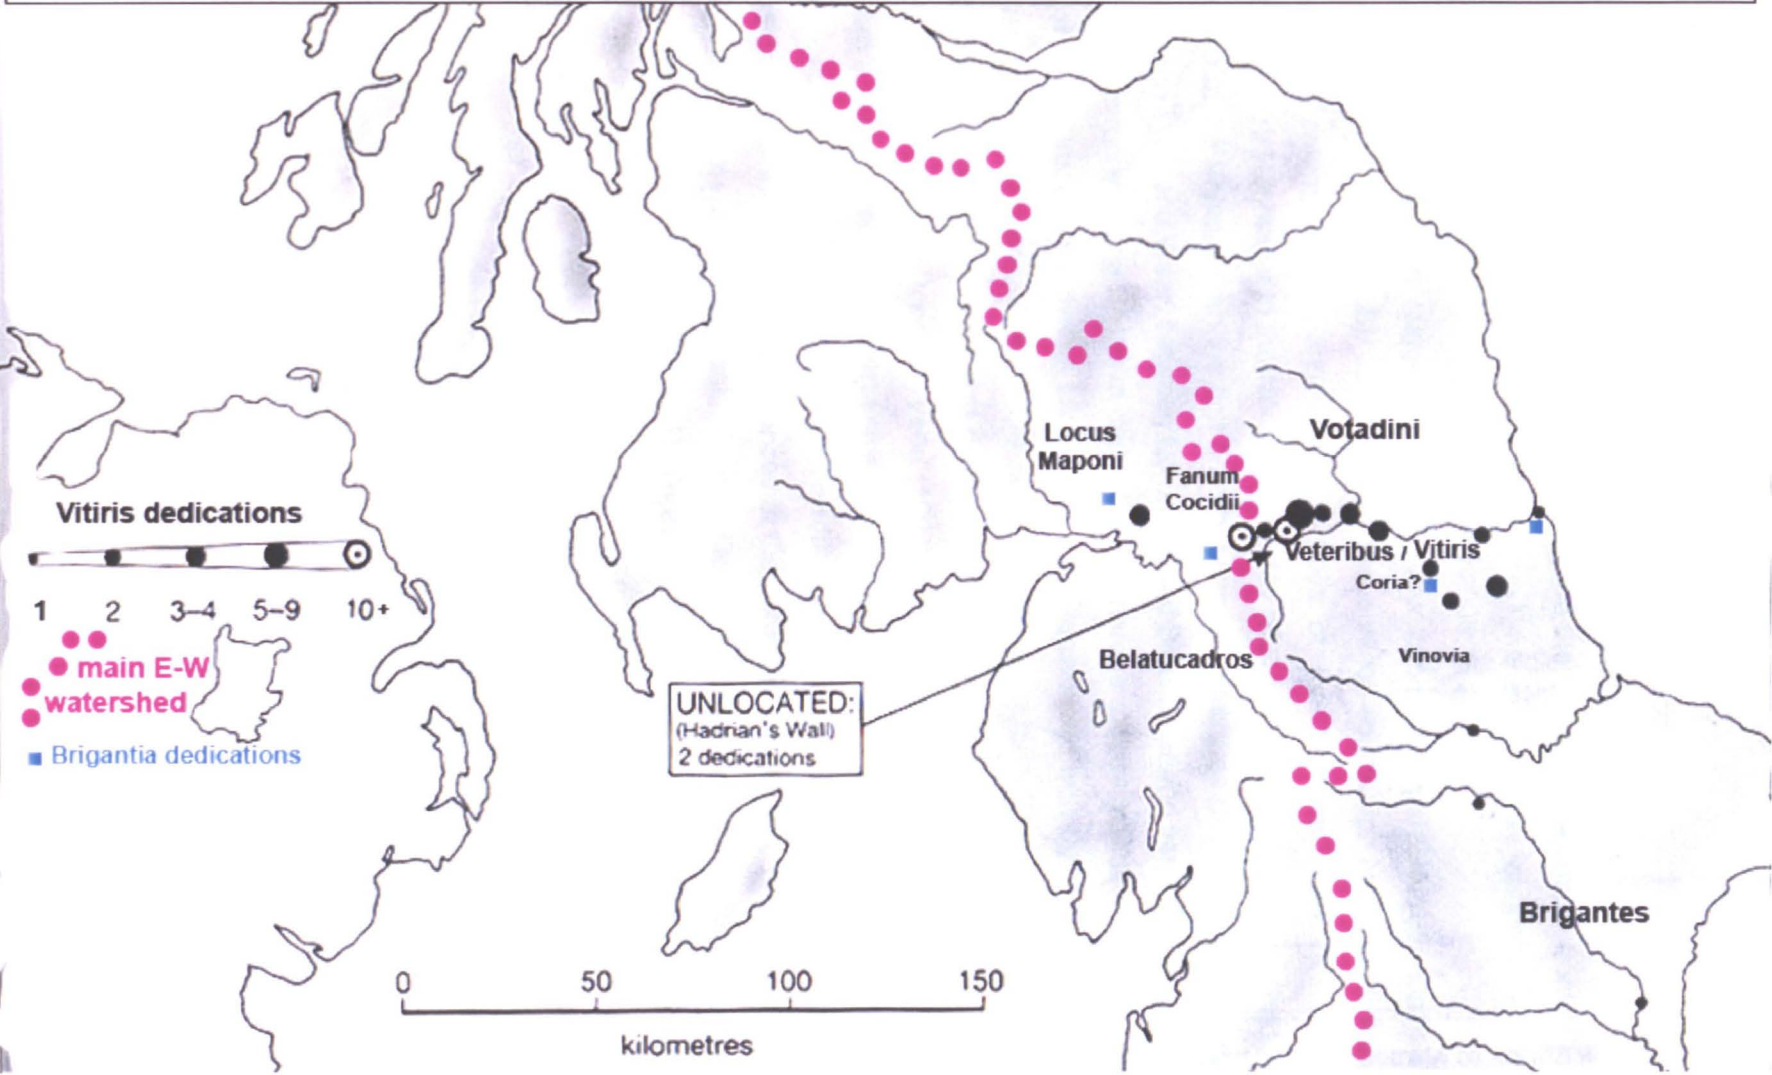 Votadini
Locus
Maponi
Fanum
Cocidii
Vitiris dedications
Veteribus / Vitiris
Coria?
1 2 3–4 5–9 10+
main E-W
watershed
Brigantia dedications
Belatucadros
Vinovia
UNLOCATED:
(Hadrian's Wall)
2 dedications
Brigantes
0 50 100 150
kilometres